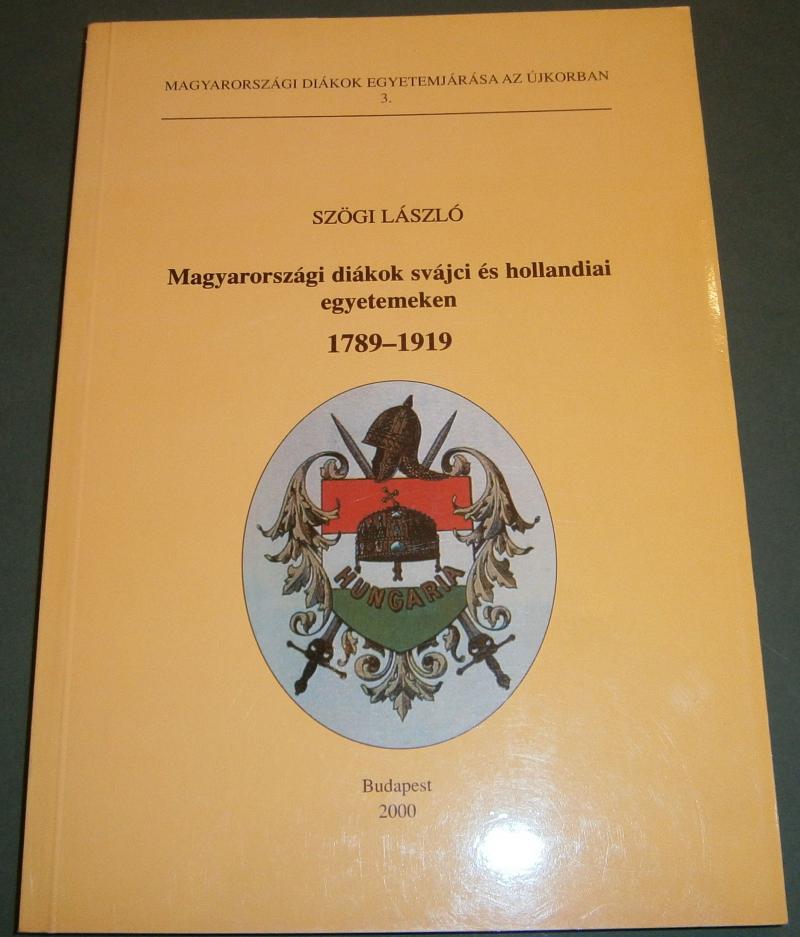 MAGYARORSZÁGI DIÁKOK EGYETEMJÁRÁSA AZ ÚJKORBAN
3.
SZÖGI LÁSZLÓ
Magyarországi diákok svájci és hollandiai
egyetemeken
1789–1919
HUNGARIA
Budapest
2000